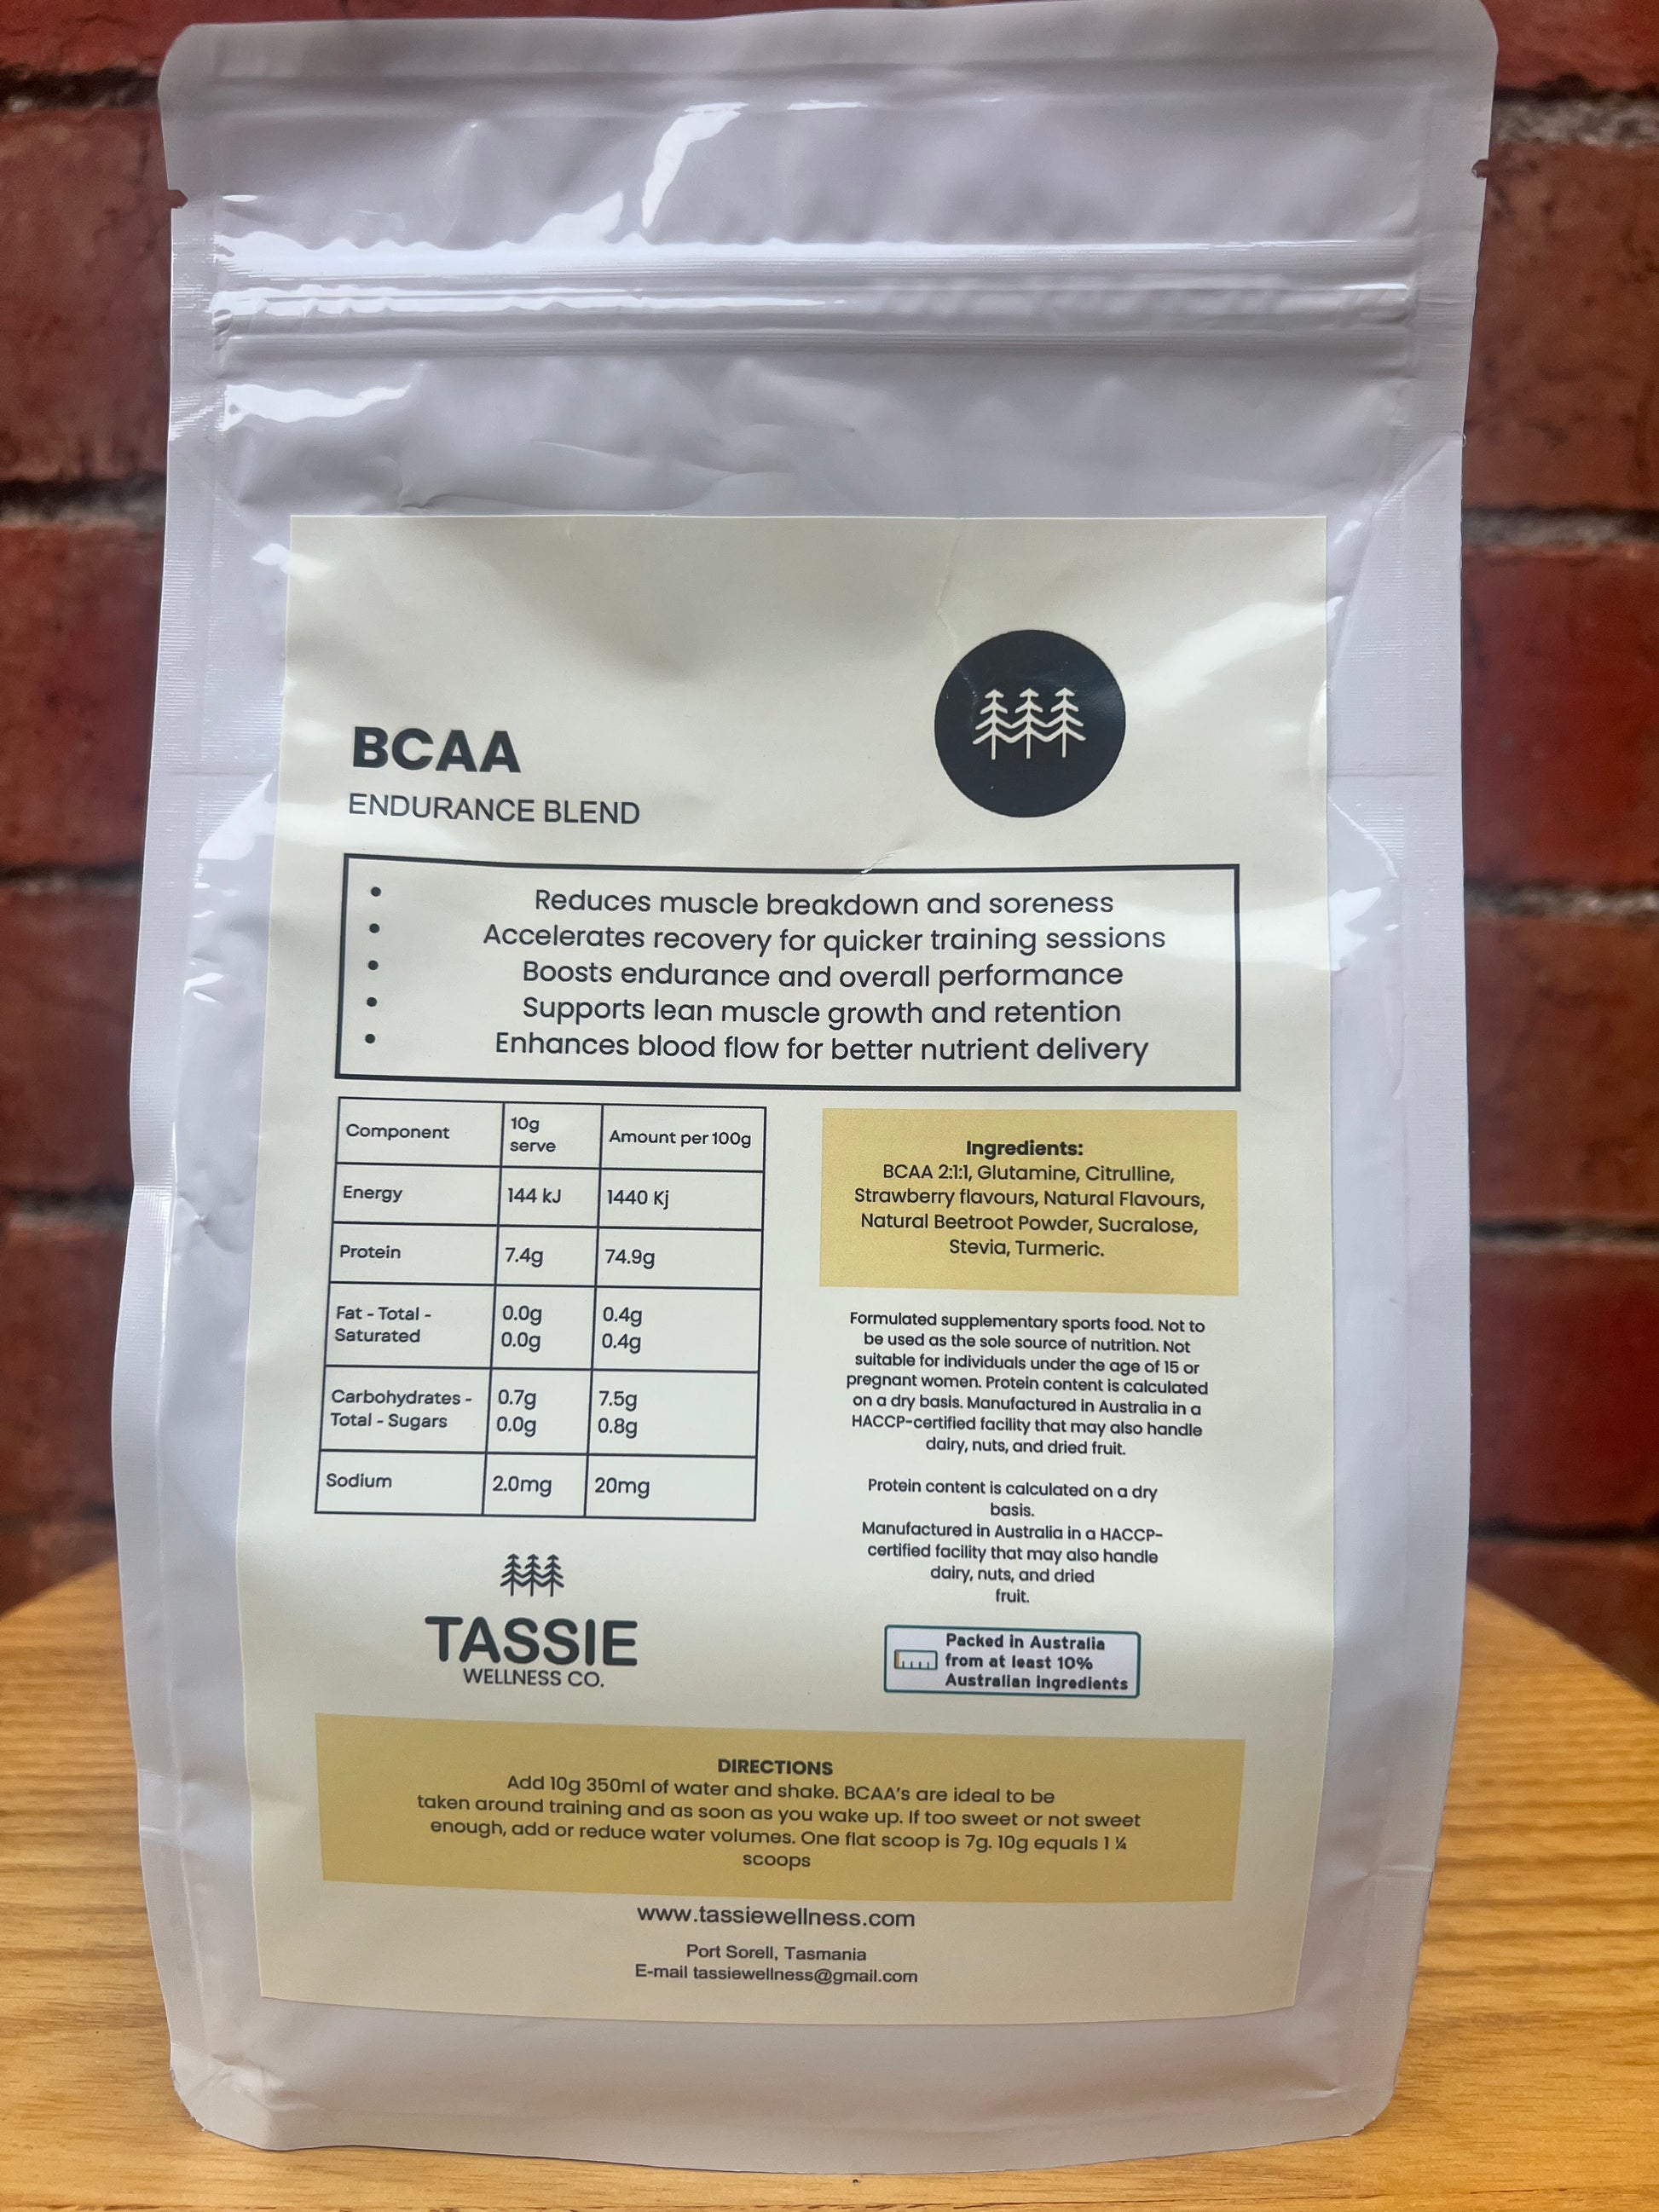 BCAA
ENDURANCE BLEND
• Reduces muscle breakdown and soreness
• Accelerates recovery for quicker training sessions
• Boosts endurance and overall performance
• Supports lean muscle growth and retention
• Enhances blood flow for better nutrient delivery
Component 10g serve Amount per 100g
Energy 144 kJ 1440 Kj
Protein 7.4g 74.9g
Fat - Total - 0.0g 0.4g
Saturated 0.0g 0.4g
Carbohydrates - 0.7g 7.5g
Total - Sugars 0.0g 0.8g
Sodium 2.0mg 20mg
Ingredients:
BCAA 2:1:1, Glutamine, Citrulline,
Strawberry flavours, Natural Flavours,
Natural Beetroot Powder, Sucralose,
Stevia, Turmeric.
Formulated supplementary sports food. Not to
be used as the sole source of nutrition. Not
suitable for individuals under the age of 15 or
pregnant women. Protein content is calculated
on a dry basis. Manufactured in Australia in a
HACCP-certified facility that may also handle
dairy, nuts, and dried fruit.
Protein content is calculated on a dry
basis.
Manufactured in Australia in a HACCP-
certified facility that may also handle
dairy, nuts, and dried
fruit.
TASSIE
WELLNESS CO.
Packed in Australia
from at least 10%
Australian ingredients
DIRECTIONS
Add 10g 350ml of water and shake. BCAA's are ideal to be
taken around training and as soon as you wake up. If too sweet or not sweet
enough, add or reduce water volumes. One flat scoop is 7g. 10g equals 1 ¼
scoops
www.tassiewellness.com
Port Sorell, Tasmania
E-mail tassiewellness@gmail.com